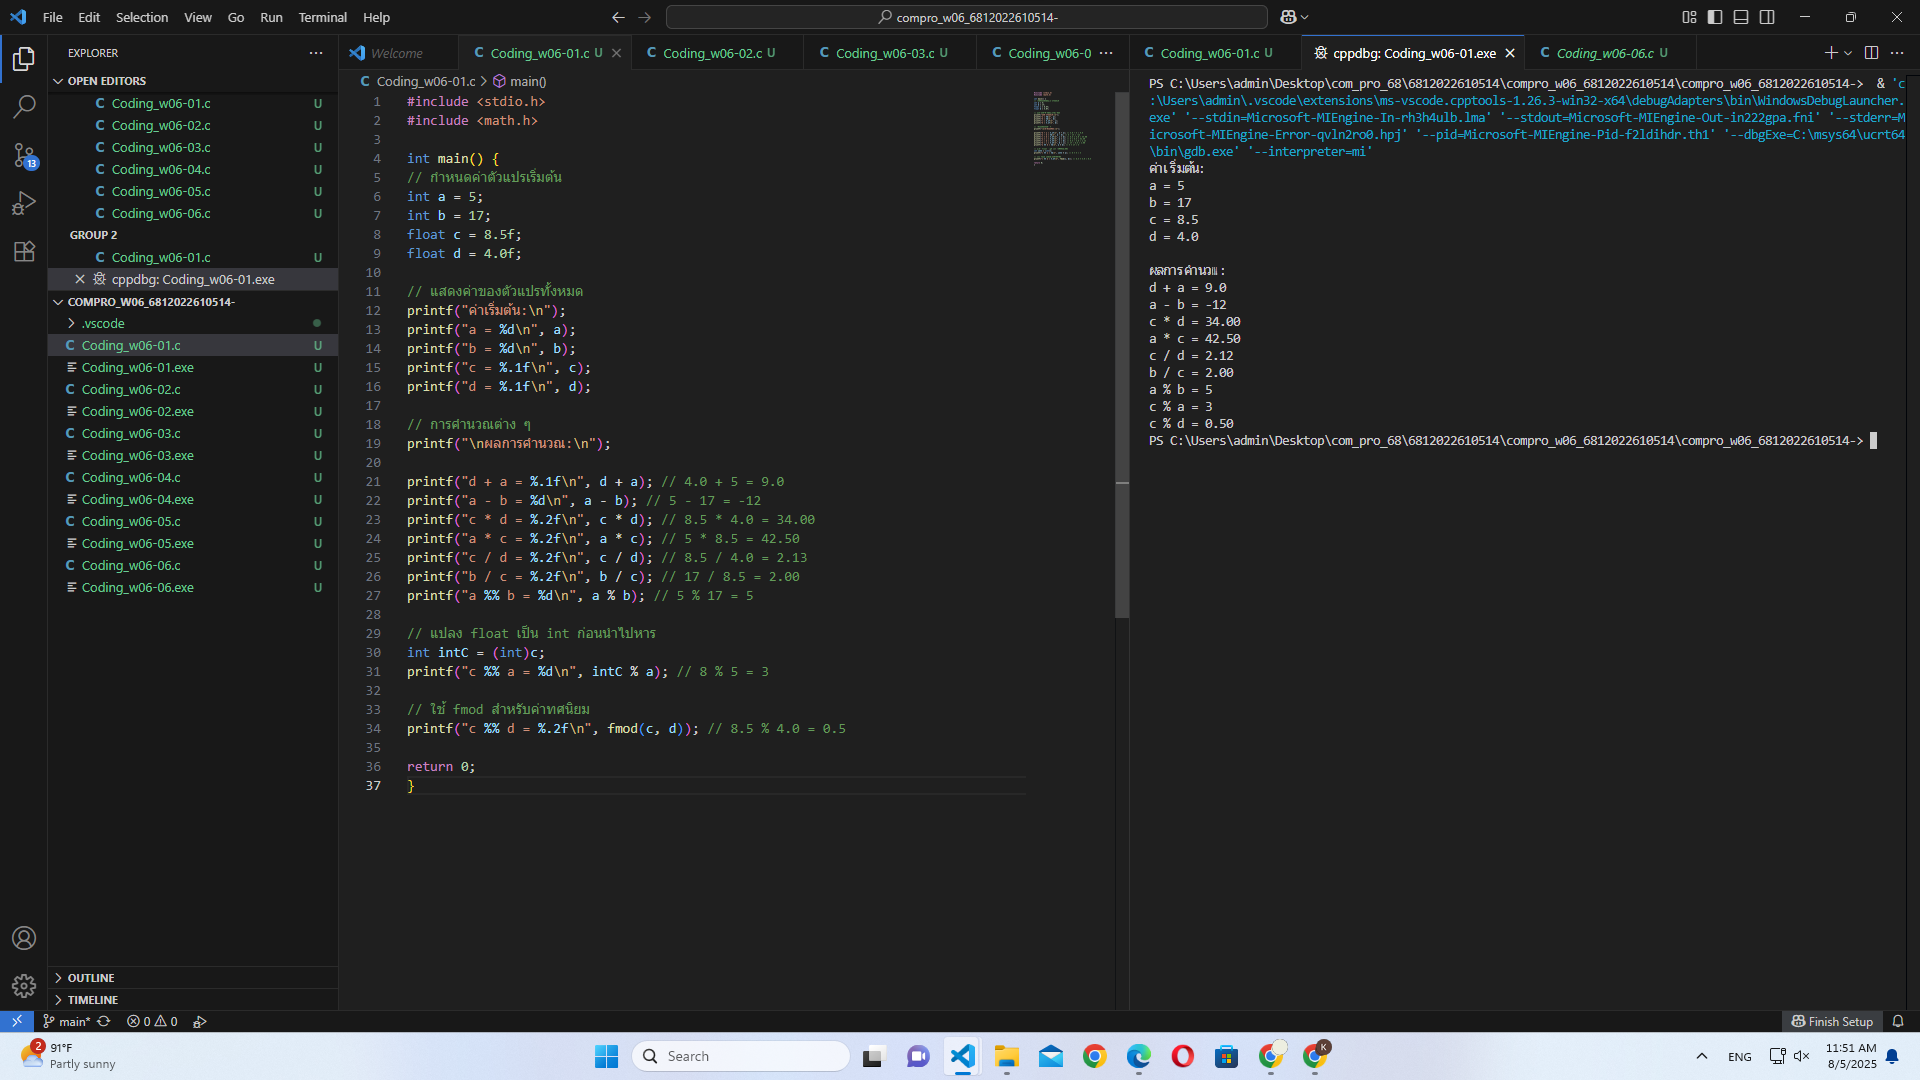 File Edit Selection View Go Run Terminal Help
compro_w06_6812022610514-
EXPLORER
OPEN EDITORS
Coding_w06-01.c U
Coding_w06-02.c U
Coding_w06-03.c U
Coding_w06-04.c U
Coding_w06-05.c U
Coding_w06-06.c U
GROUP 2
Coding_w06-01.c U
cppdbg: Coding_w06-01.exe
COMPRO_W06_6812022610514-
.vscode
C Coding_w06-01.c U
Coding_w06-01.exe U
C Coding_w06-02.c U
Coding_w06-02.exe U
C Coding_w06-03.c U
Coding_w06-03.exe U
C Coding_w06-04.c U
Coding_w06-04.exe U
C Coding_w06-05.c U
Coding_w06-05.exe U
C Coding_w06-06.c U
Coding_w06-06.exe U
OUTLINE
TIMELINE
Welcome
C Coding_w06-01.c U
C Coding_w06-02.c U
C Coding_w06-03.c U
C Coding_w06-0
C Coding_w06-01.c > main()
1 #include <stdio.h>
2 #include <math.h>
3
4 int main() {
5 // กำหนดค่าตัวแปรเริ่มต้น
6 int a = 5;
7 int b = 17;
8 float c = 8.5f;
9 float d = 4.0f;
10
11 // แสดงค่าของตัวแปรทั้งหมด
12 printf("ค่าเริ่มต้น:\n");
13 printf("a = %d\n", a);
14 printf("b = %d\n", b);
15 printf("c = %.1f\n", c);
16 printf("d = %.1f\n", d);
17
18 // การคำนวณต่าง ๆ
19 printf("\nผลการคำนวณ:\n");
20
21 printf("d + a = %.1f\n", d + a); // 4.0 + 5 = 9.0
22 printf("a - b = %d\n", a - b); // 5 - 17 = -12
23 printf("c * d = %.2f\n", c * d); // 8.5 * 4.0 = 34.00
24 printf("a * c = %.2f\n", a * c); // 5 * 8.5 = 42.50
25 printf("c / d = %.2f\n", c / d); // 8.5 / 4.0 = 2.13
26 printf("b / c = %.2f\n", b / c); // 17 / 8.5 = 2.00
27 printf("a %% b = %d\n", a % b); // 5 % 17 = 5
28
29 // แปลง float เป็น int ก่อนนำไปหาร
30 int intC = (int)c;
31 printf("c %% a = %d\n", intC % a); // 8 % 5 = 3
32
33 // ใช้ fmod สำหรับค่าทศนิยม
34 printf("c %% d = %.2f\n", fmod(c, d)); // 8.5 % 4.0 = 0.5
35
36 return 0;
37 }
C Coding_w06-01.c U
cppdbg: Coding_w06-01.exe
C Coding_w06-06.c U
PS C:\Users\admin\Desktop\com_pro_68\6812022610514\compro_w06_6812022610514\compro_w06_6812022610514-> & 'c
:\Users\admin\.vscode\extensions\ms-vscode.cpptools-1.26.3-win32-x64\debugAdapters\bin\WindowsDebugLauncher.
exe' '--stdin=Microsoft-MIEngine-In-rh3h4ulb.lma' '--stdout=Microsoft-MIEngine-Out-in222gpa.fni' '--stderr=M
icrosoft-MIEngine-Error-qvln2ro0.hpj' '--pid=Microsoft-MIEngine-Pid-f2ldihdr.th1' '--dbgExe=C:\msys64\ucrt64
\bin\gdb.exe' '--interpreter=mi'
ค่าเริ่มต้น:
a = 5
b = 17
c = 8.5
d = 4.0
ผลการคำนวณ:
d + a = 9.0
a - b = -12
c * d = 34.00
a * c = 42.50
c / d = 2.12
b / c = 2.00
a % b = 5
c % a = 3
c % d = 0.50
PS C:\Users\admin\Desktop\com_pro_68\6812022610514\compro_w06_6812022610514\compro_w06_6812022610514->
13
main* 0 0
Finish Setup
2 91°F
Partly sunny
Search
K
ENG
11:51 AM
8/5/2025